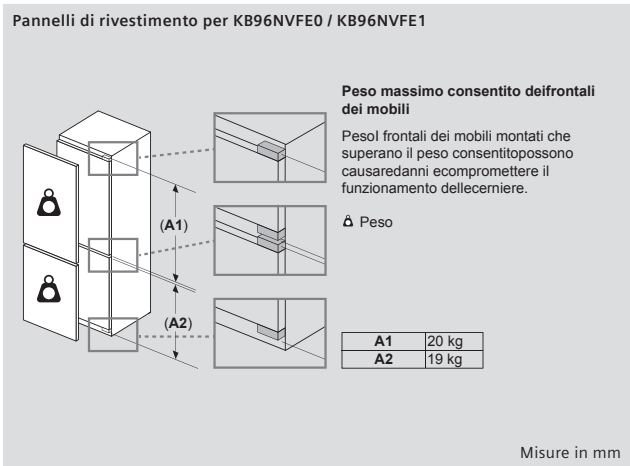 Pannelli di rivestimento per KB96NVFE0 / KB96NVFE1
Peso massimo consentito deifrontali
dei mobili
PesoI frontali dei mobili montati che
superano il peso consentitopossono
causaredanni ecompromettere il
funzionamento dellecerniere.
Peso
(A1)
(A2)
A1 20 kg
A2 19 kg
Misure in mm